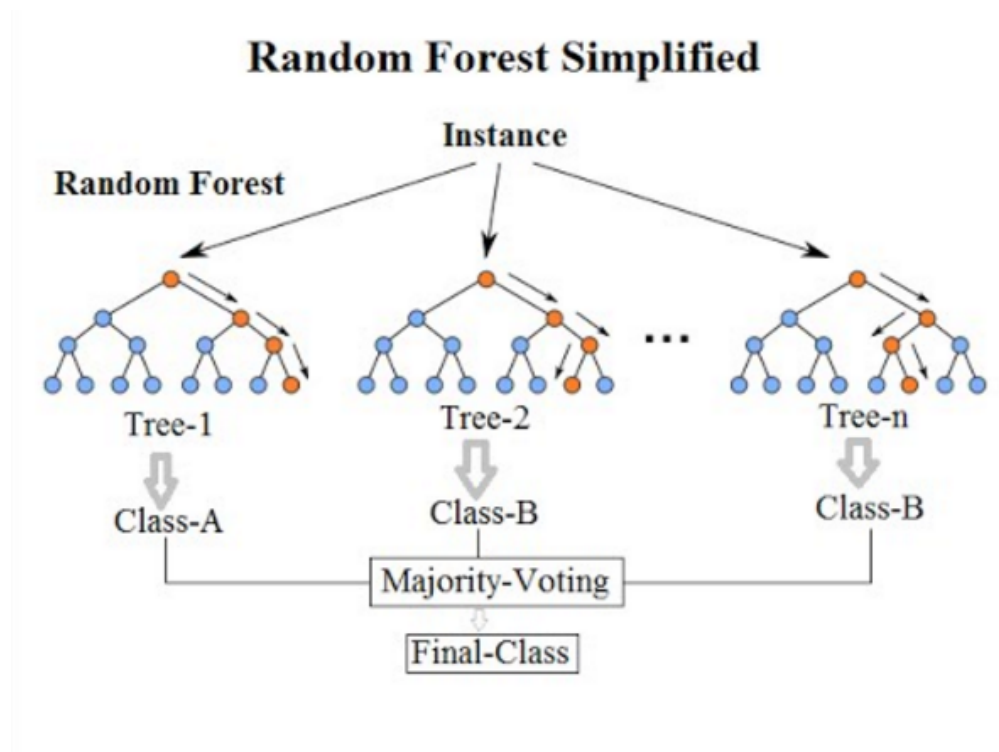 Random Forest Simplified
Instance
Random Forest
...
Tree-1
Tree-2
Tree-n
Class-A
Class-B
Class-B
Majority-Voting
Final-Class